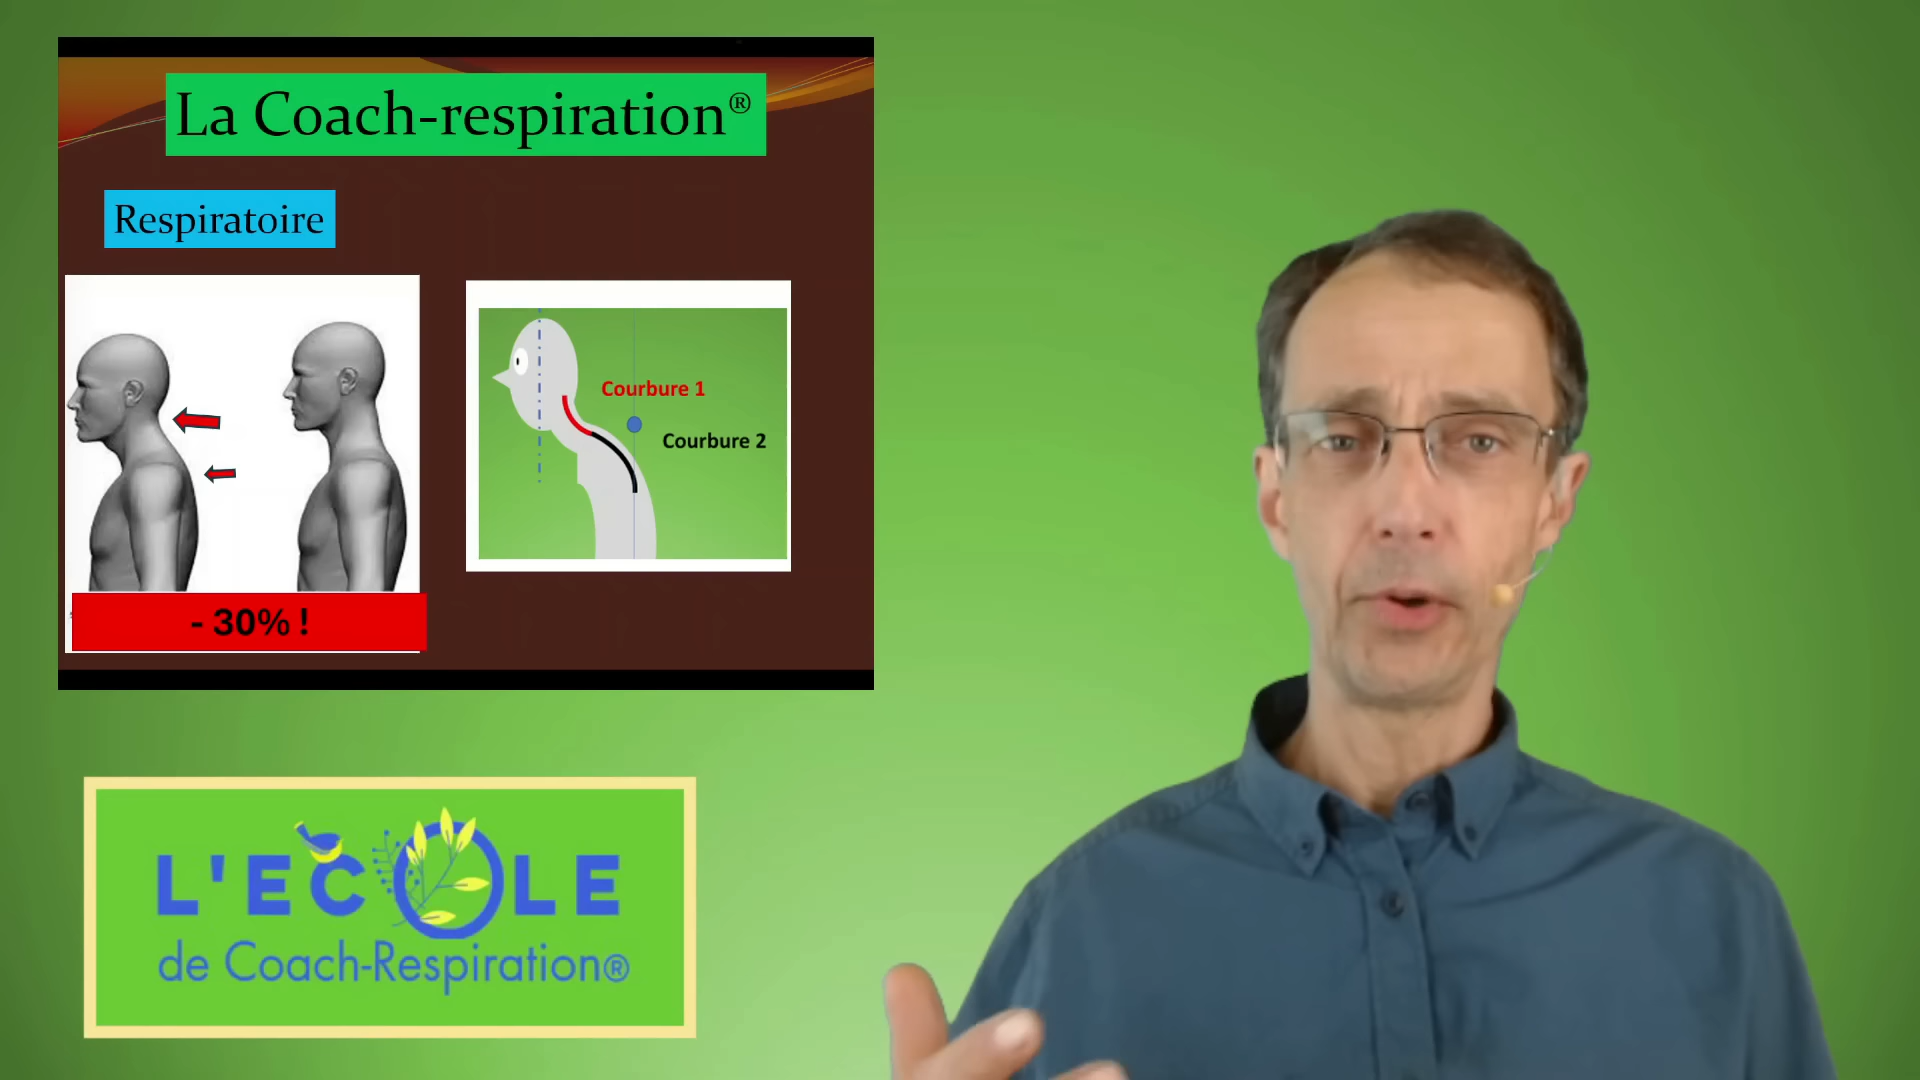 La Coach-respiration®
Respiratoire
Courbure 1
Courbure 2
- 30% !
L'ECOLE
de Coach-Respiration®